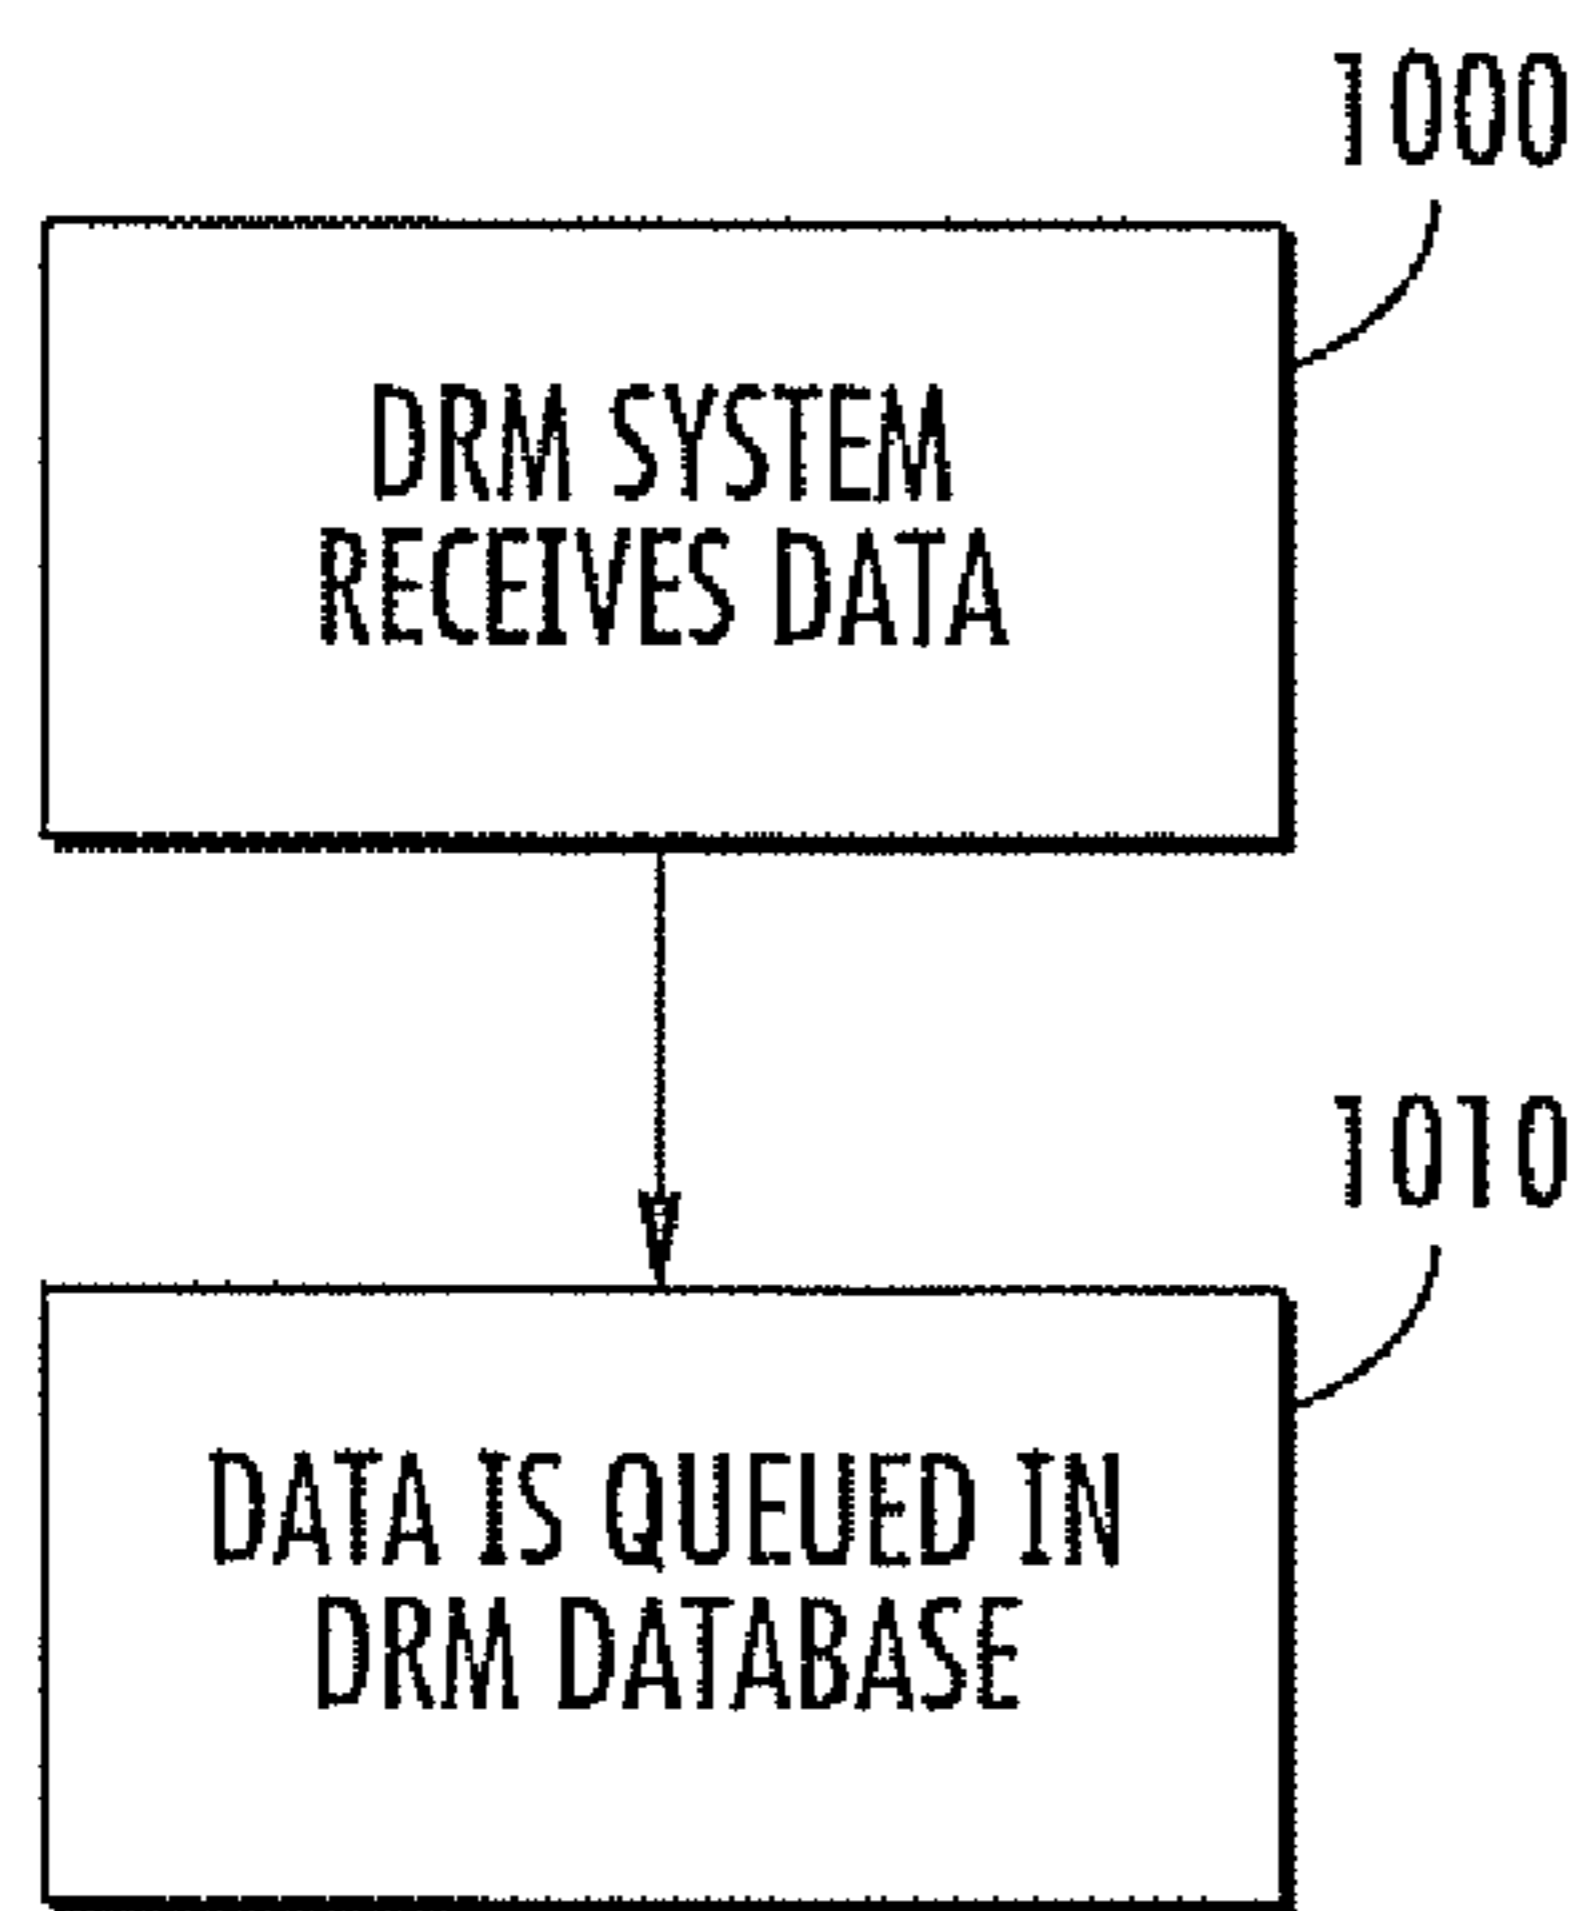 1000
DRM SYSTEM
RECEIVES DATA
1010
DATA IS QUEUED IN
DRM DATABASE